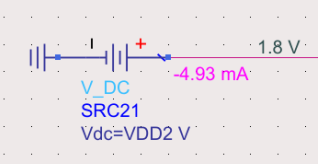 1.8 V
-4.93 mA
V_DC
SRC21
Vdc=VDD2 V